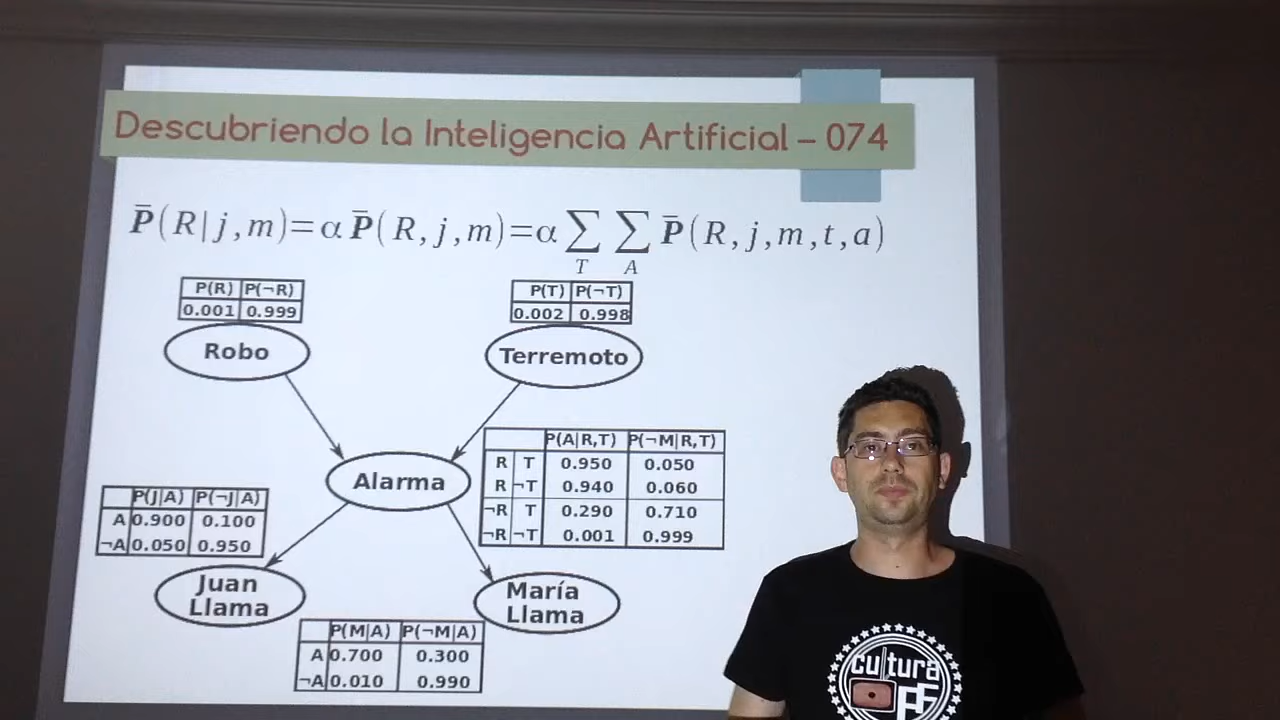 Descubriendo la Inteligencia Artificial – 074
P̄(R|j,m)=α P̄(R,j,m)=α ∑ ∑ P̄(R,j,m,t,a)
T A
P(R) P(¬R)
0.001 0.999
Robo
P(T) P(¬T)
0.002 0.998
Terremoto
Alarma
P(A|R,T) P(¬M|R,T)
R T 0.950 0.050
R ¬T 0.940 0.060
¬R T 0.290 0.710
¬R ¬T 0.001 0.999
P(J|A) P(¬J|A)
A 0.900 0.100
¬A 0.050 0.950
Juan
Llama
María
Llama
P(M|A) P(¬M|A)
A 0.700 0.300
¬A 0.010 0.990
cultura